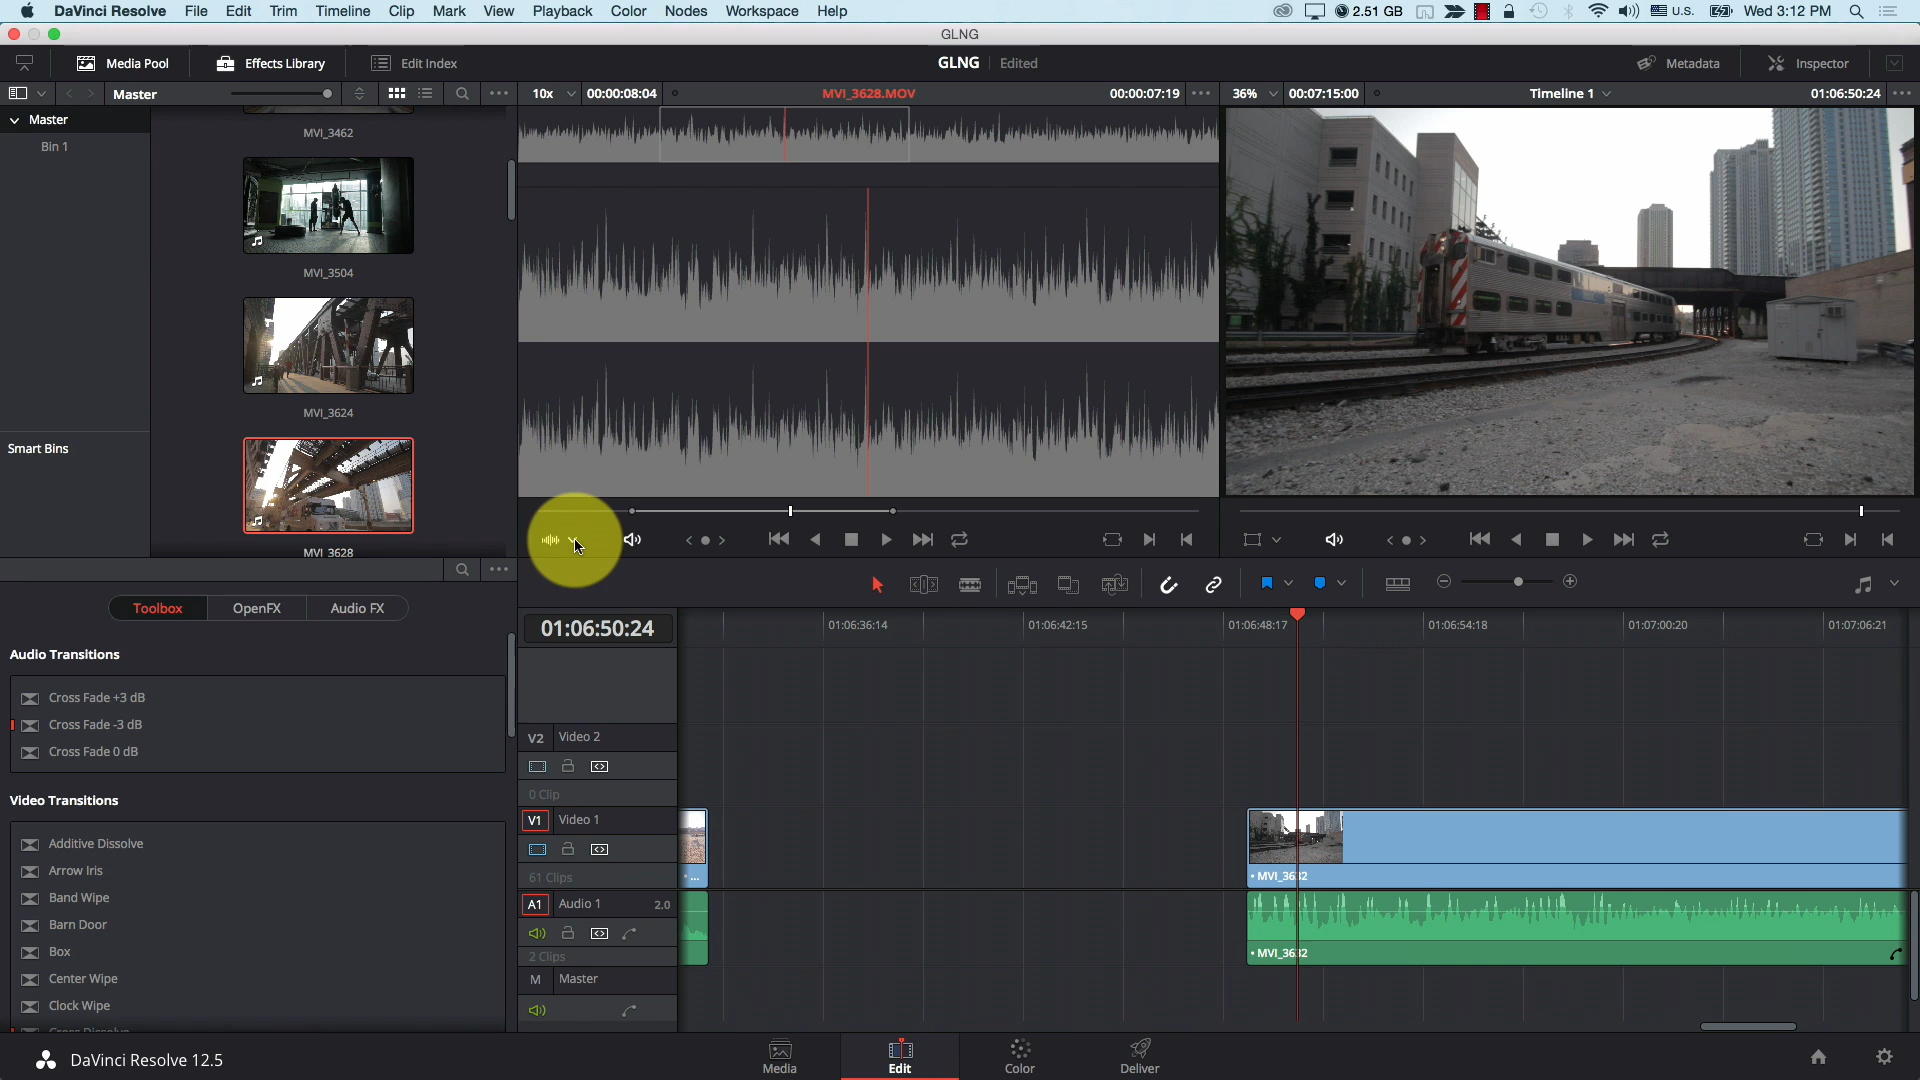 DaVinci Resolve File Edit Trim Timeline Clip Mark View Playback Color Nodes Workspace Help 2.51 GB U.S. Wed 3:12 PM
GLNG
Media Pool Effects Library Edit Index GLNG Edited Metadata Inspector
Master 10x 00:00:08:04 MVI_3628.MOV 00:00:07:19 36% 00:07:15:00 Timeline 1 01:06:50:24
Master
Bin 1
MVI_3462
MVI_3504
MVI_3624
Smart Bins
MVI_3628
Toolbox OpenFX Audio FX
01:06:50:24 01:06:36:14 01:06:42:15 01:06:48:17 01:06:54:18 01:07:00:20 01:07:06:21
Audio Transitions
Cross Fade +3 dB
Cross Fade -3 dB
Cross Fade 0 dB
V2 Video 2
0 Clip
Video Transitions
V1 Video 1
Additive Dissolve
Arrow Iris
61 Clips
• ...
• MVI_3632
Band Wipe
A1 Audio 1 2.0
Barn Door
Box
2 Clips
• MVI_3632
Center Wipe
M Master
Clock Wipe
Cross Dissolve
DaVinci Resolve 12.5
Media Edit Color Deliver